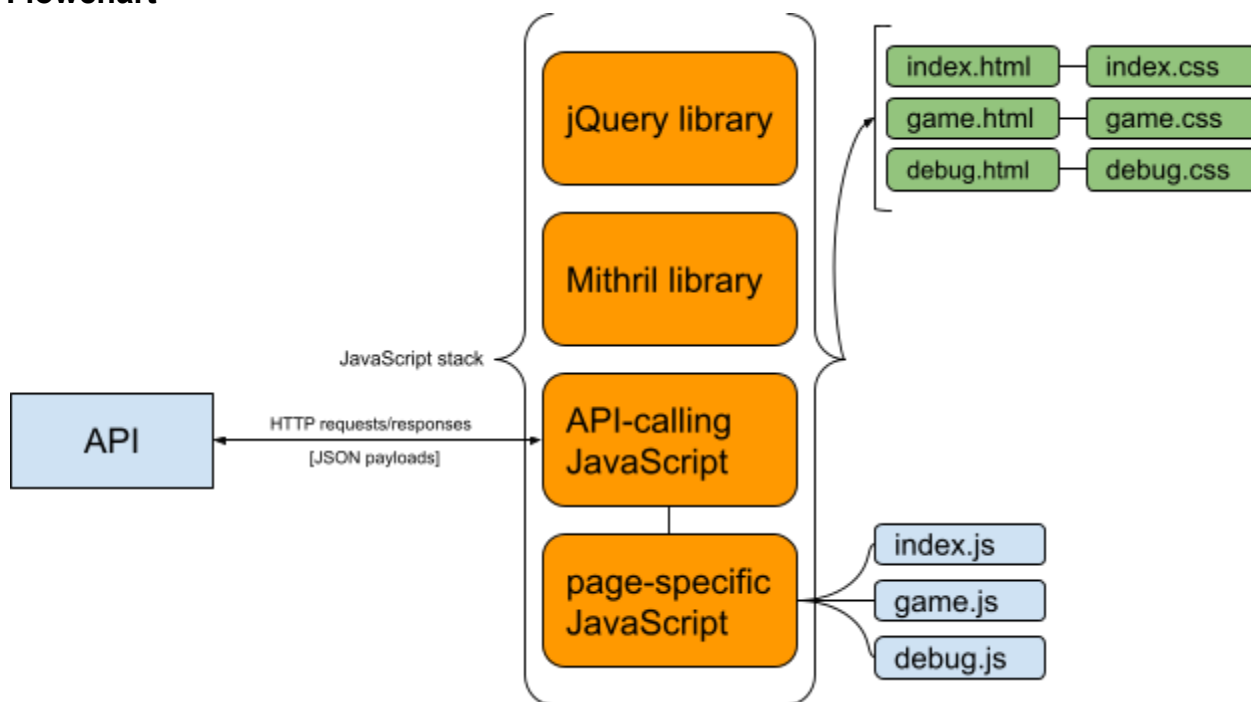 Flowchart
jQuery library
index.html
index.css
game.html
game.css
debug.html
debug.css
Mithril library
JavaScript stack
API
HTTP requests/responses
[JSON payloads]
API-calling
JavaScript
page-specific
JavaScript
index.js
game.js
debug.js